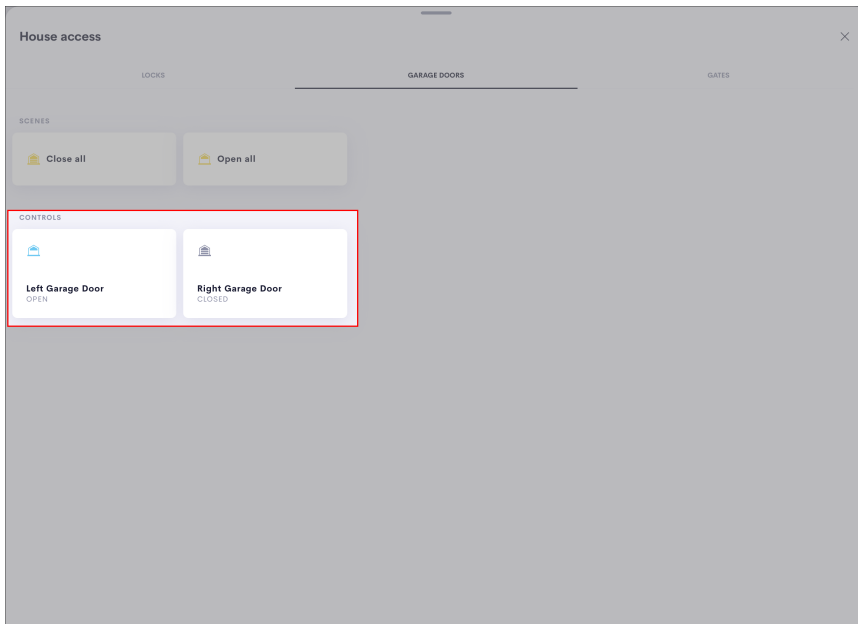 House access
LOCKS
GARAGE DOORS
GATES
SCENES
Close all
Open all
CONTROLS
Left Garage Door
OPEN
Right Garage Door
CLOSED